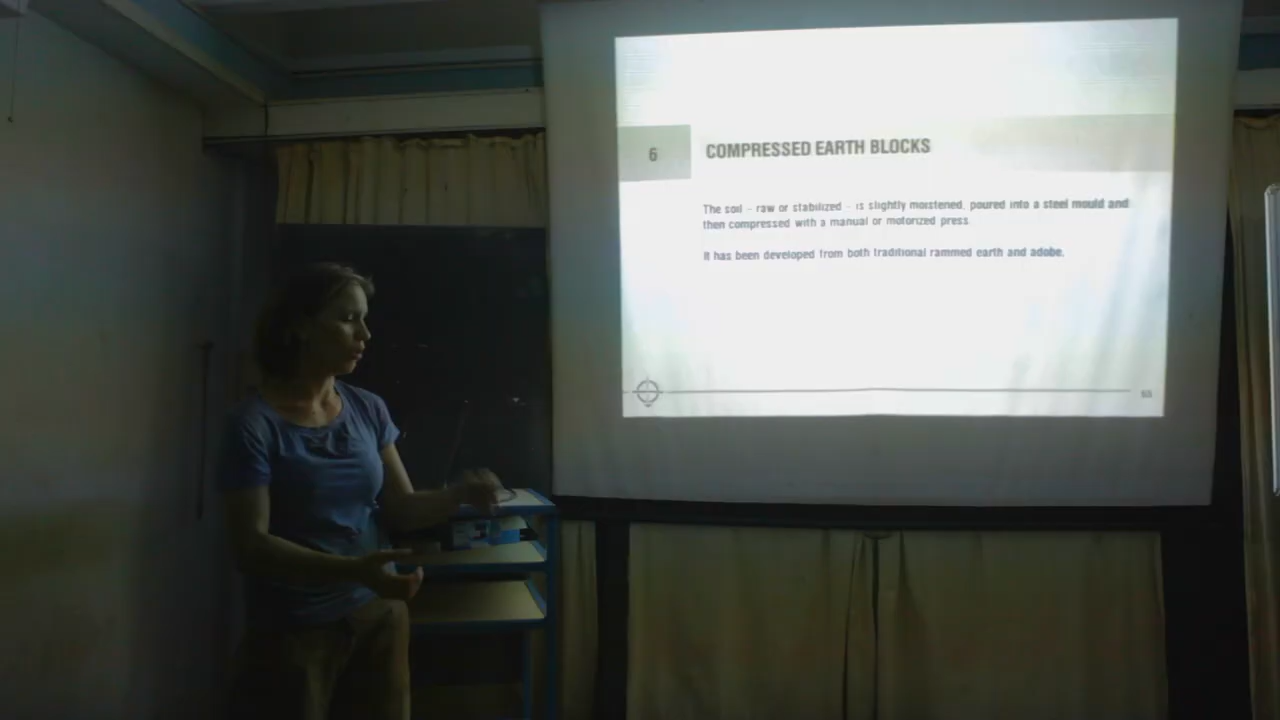 6
COMPRESSED EARTH BLOCKS
The soil – raw or stabilized – is slightly moistened, poured into a steel mould and
then compressed with a manual or motorized press.
It has been developed from both traditional rammed earth and adobe.